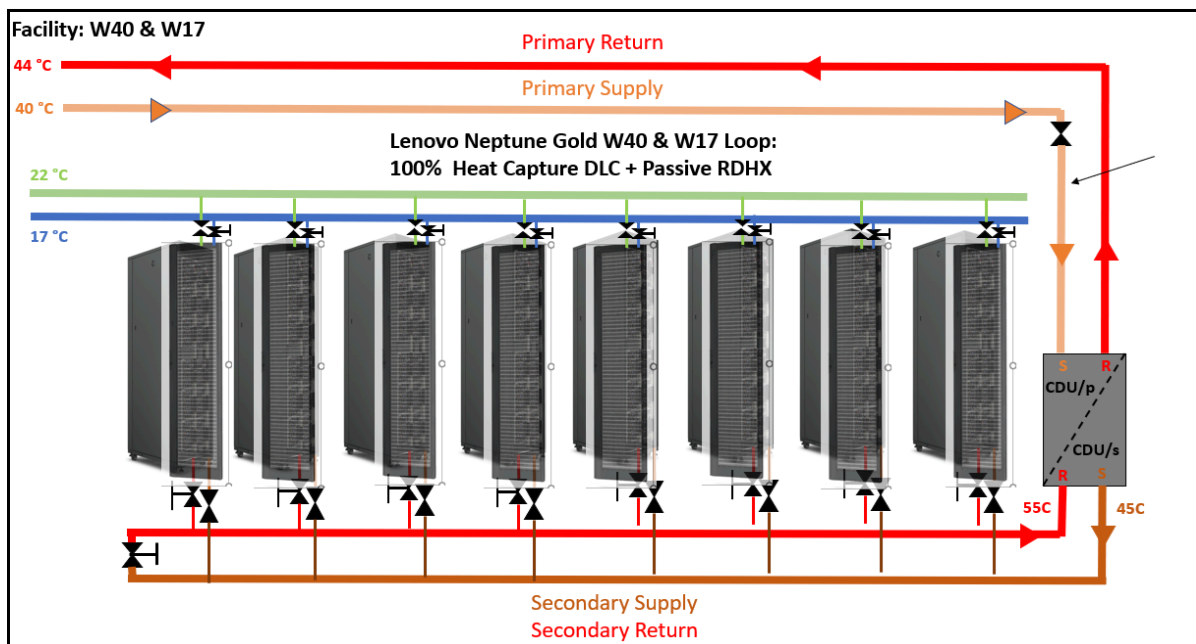 Facility: W40 & W17
Primary Return
44 °C
Primary Supply
40 °C
Lenovo Neptune Gold W40 & W17 Loop:
100%  Heat Capture DLC + Passive RDHX
22 °C
17 °C
S R
CDU/p
CDU/s
R S
55C 45C
Secondary Supply
Secondary Return